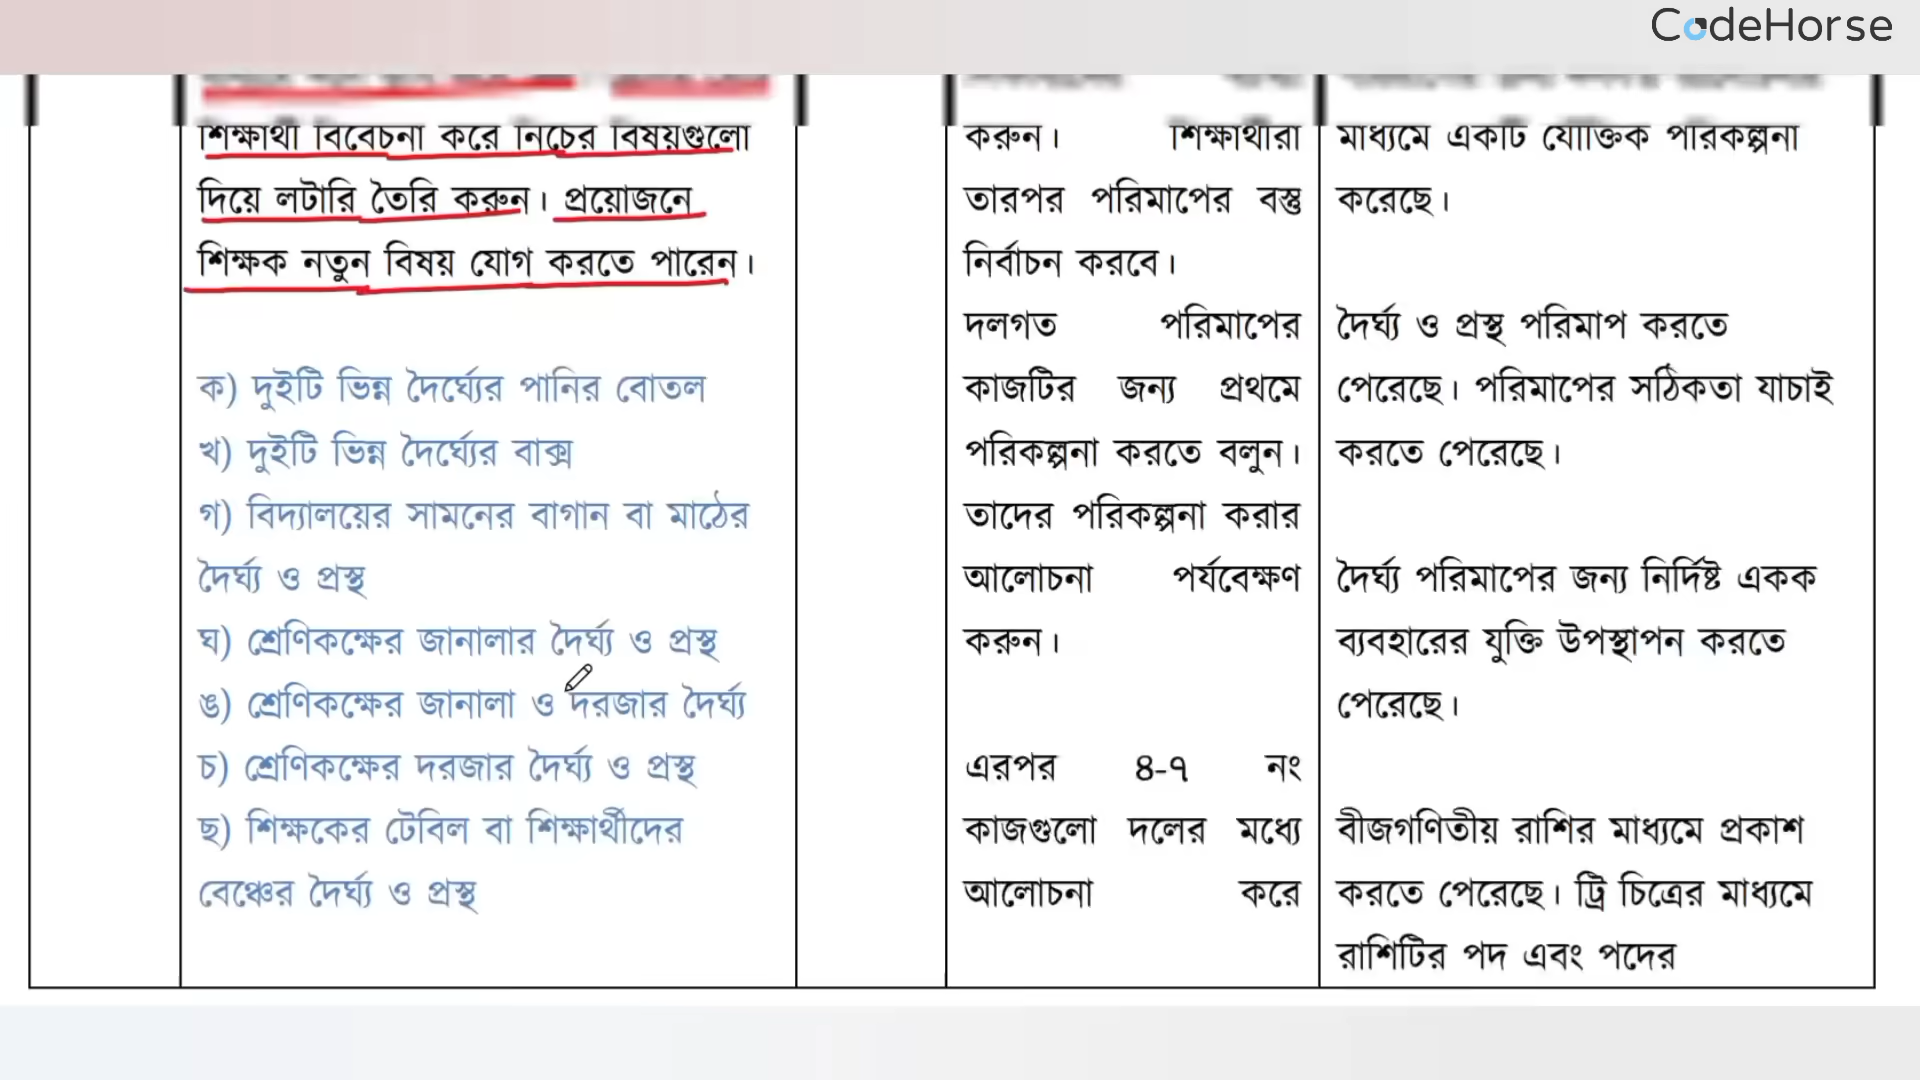 CodeHorse
শিক্ষার্থী বিবেচনা করে নিচের বিষয়গুলো
দিয়ে লটারি তৈরি করুন। প্রয়োজনে
শিক্ষক নতুন বিষয় যোগ করতে পারেন।
ক) দুইটি ভিন্ন দৈর্ঘ্যের পানির বোতল
খ) দুইটি ভিন্ন দৈর্ঘ্যের বাক্স
গ) বিদ্যালয়ের সামনের বাগান বা মাঠের
দৈর্ঘ্য ও প্রস্থ
ঘ) শ্রেণিকক্ষের জানালার দৈর্ঘ্য ও প্রস্থ
ঙ) শ্রেণিকক্ষের জানালা ও দরজার দৈর্ঘ্য
চ) শ্রেণিকক্ষের দরজার দৈর্ঘ্য ও প্রস্থ
ছ) শিক্ষকের টেবিল বা শিক্ষার্থীদের
বেঞ্চের দৈর্ঘ্য ও প্রস্থ
করুন। শিক্ষার্থীরা
তারপর পরিমাপের বস্তু
নির্বাচন করবে।
দলগত পরিমাপের
কাজটির জন্য প্রথমে
পরিকল্পনা করতে বলুন।
তাদের পরিকল্পনা করার
আলোচনা পর্যবেক্ষণ
করুন।
এরপর ৪-৭ নং
কাজগুলো দলের মধ্যে
আলোচনা করে
মাধ্যমে একটি যৌক্তিক পরিকল্পনা
করেছে।
দৈর্ঘ্য ও প্রস্থ পরিমাপ করতে
পেরেছে। পরিমাপের সঠিকতা যাচাই
করতে পেরেছে।
দৈর্ঘ্য পরিমাপের জন্য নির্দিষ্ট একক
ব্যবহারের যুক্তি উপস্থাপন করতে
পেরেছে।
বীজগণিতীয় রাশির মাধ্যমে প্রকাশ
করতে পেরেছে। ট্রি চিত্রের মাধ্যমে
রাশিটির পদ এবং পদের